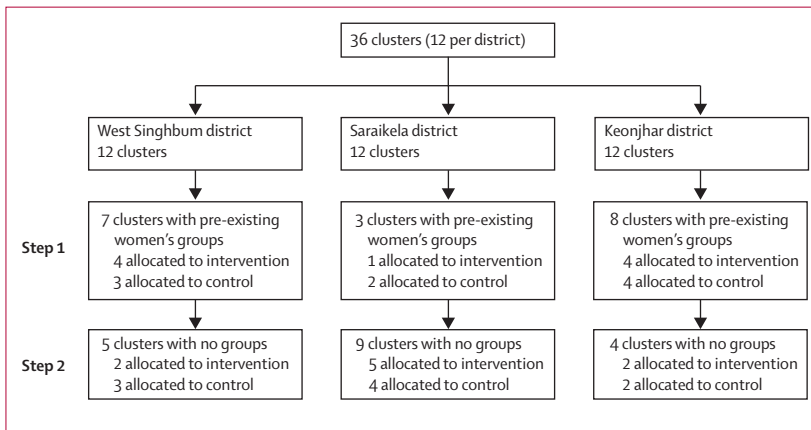 36 clusters (12 per district)
West Singhbum district
12 clusters
Saraikela district
12 clusters
Keonjhar district
12 clusters
Step 1
7 clusters with pre-existing
women's groups
4 allocated to intervention
3 allocated to control
3 clusters with pre-existing
women's groups
1 allocated to intervention
2 allocated to control
8 clusters with pre-existing
women's groups
4 allocated to intervention
4 allocated to control
Step 2
5 clusters with no groups
2 allocated to intervention
3 allocated to control
9 clusters with no groups
5 allocated to intervention
4 allocated to control
4 clusters with no groups
2 allocated to intervention
2 allocated to control